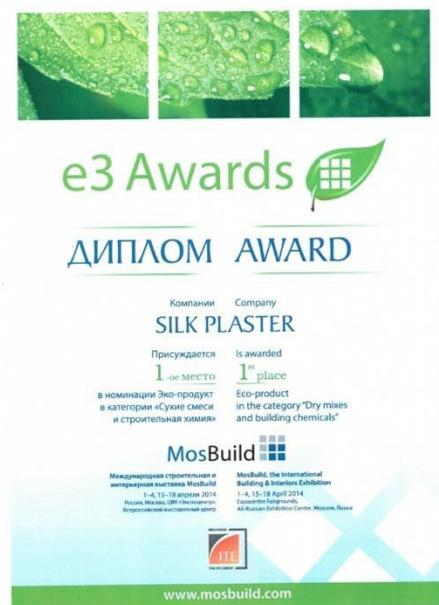 e3 Awards
ДИПЛОМ AWARD
Компании Company
SILK PLASTER
Присуждается
1-ое место
в номинации Эко-продукт
в категории «Сухие смеси
и строительная химия»
Is awarded
1st place
Eco-product
in the category "Dry mixes
and building chemicals"
MosBuild
Международная строительная и
интерьерная выставка MosBuild
1–4, 15–18 апреля 2014
Россия, Москва, ЦВК «Экспоцентр»,
Всероссийский выставочный центр
MosBuild, the International
Building & Interiors Exhibition
1–4, 15–18 April 2014
Expocentre Fairgrounds,
All-Russian Exhibition Centre, Moscow, Russia
ITE
www.mosbuild.com